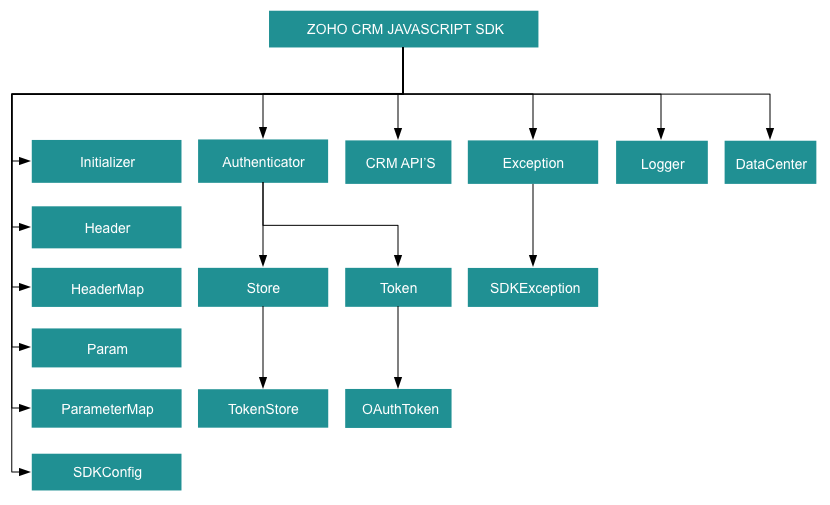 ZOHO CRM JAVASCRIPT SDK
Initializer
Authenticator
CRM API'S
Exception
Logger
DataCenter
Header
HeaderMap
Store
Token
SDKException
Param
ParameterMap
TokenStore
OAuthToken
SDKConfig